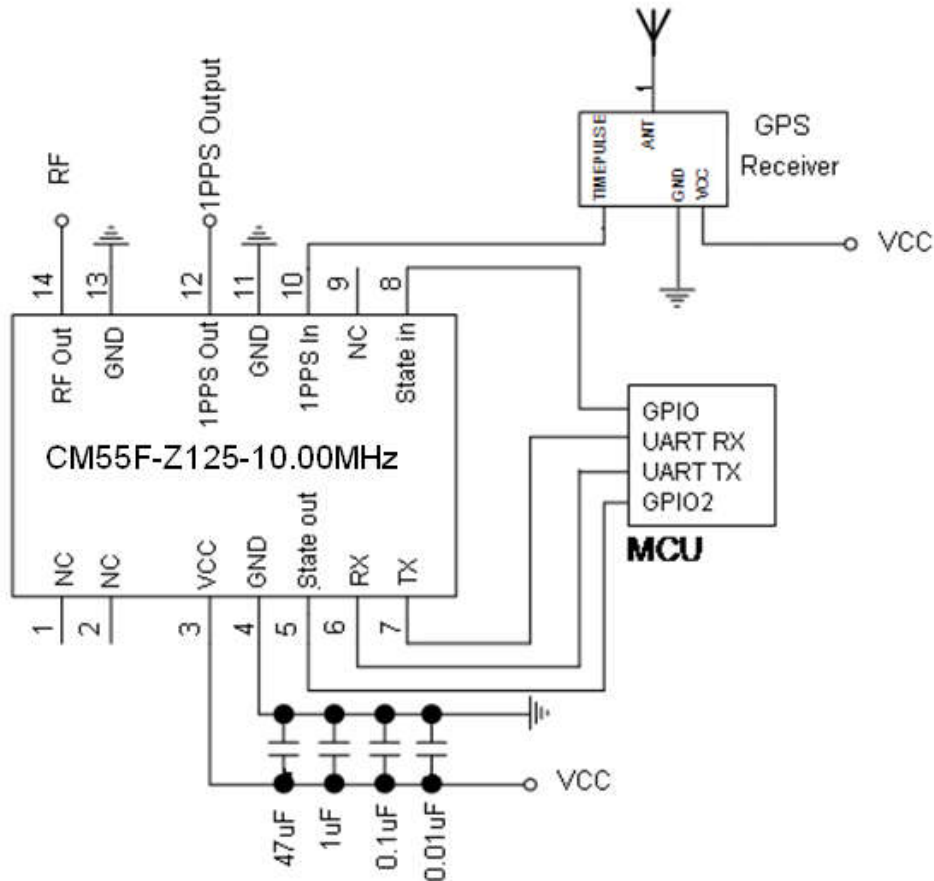 1
ANT
TIMEPULSE
GND
VCC
GPS
Receiver
VCC
RF
1PPS Output
14
13
12
11
10
9
8
RF Out
GND
1PPS Out
GND
1PPS In
NC
State in
CM55F-Z125-10.00MHz
NC
NC
VCC
GND
State out
RX
TX
1
2
3
4
5
6
7
GPIO
UART RX
UART TX
GPIO2
MCU
VCC
47uF
1uF
0.1uF
0.01uF